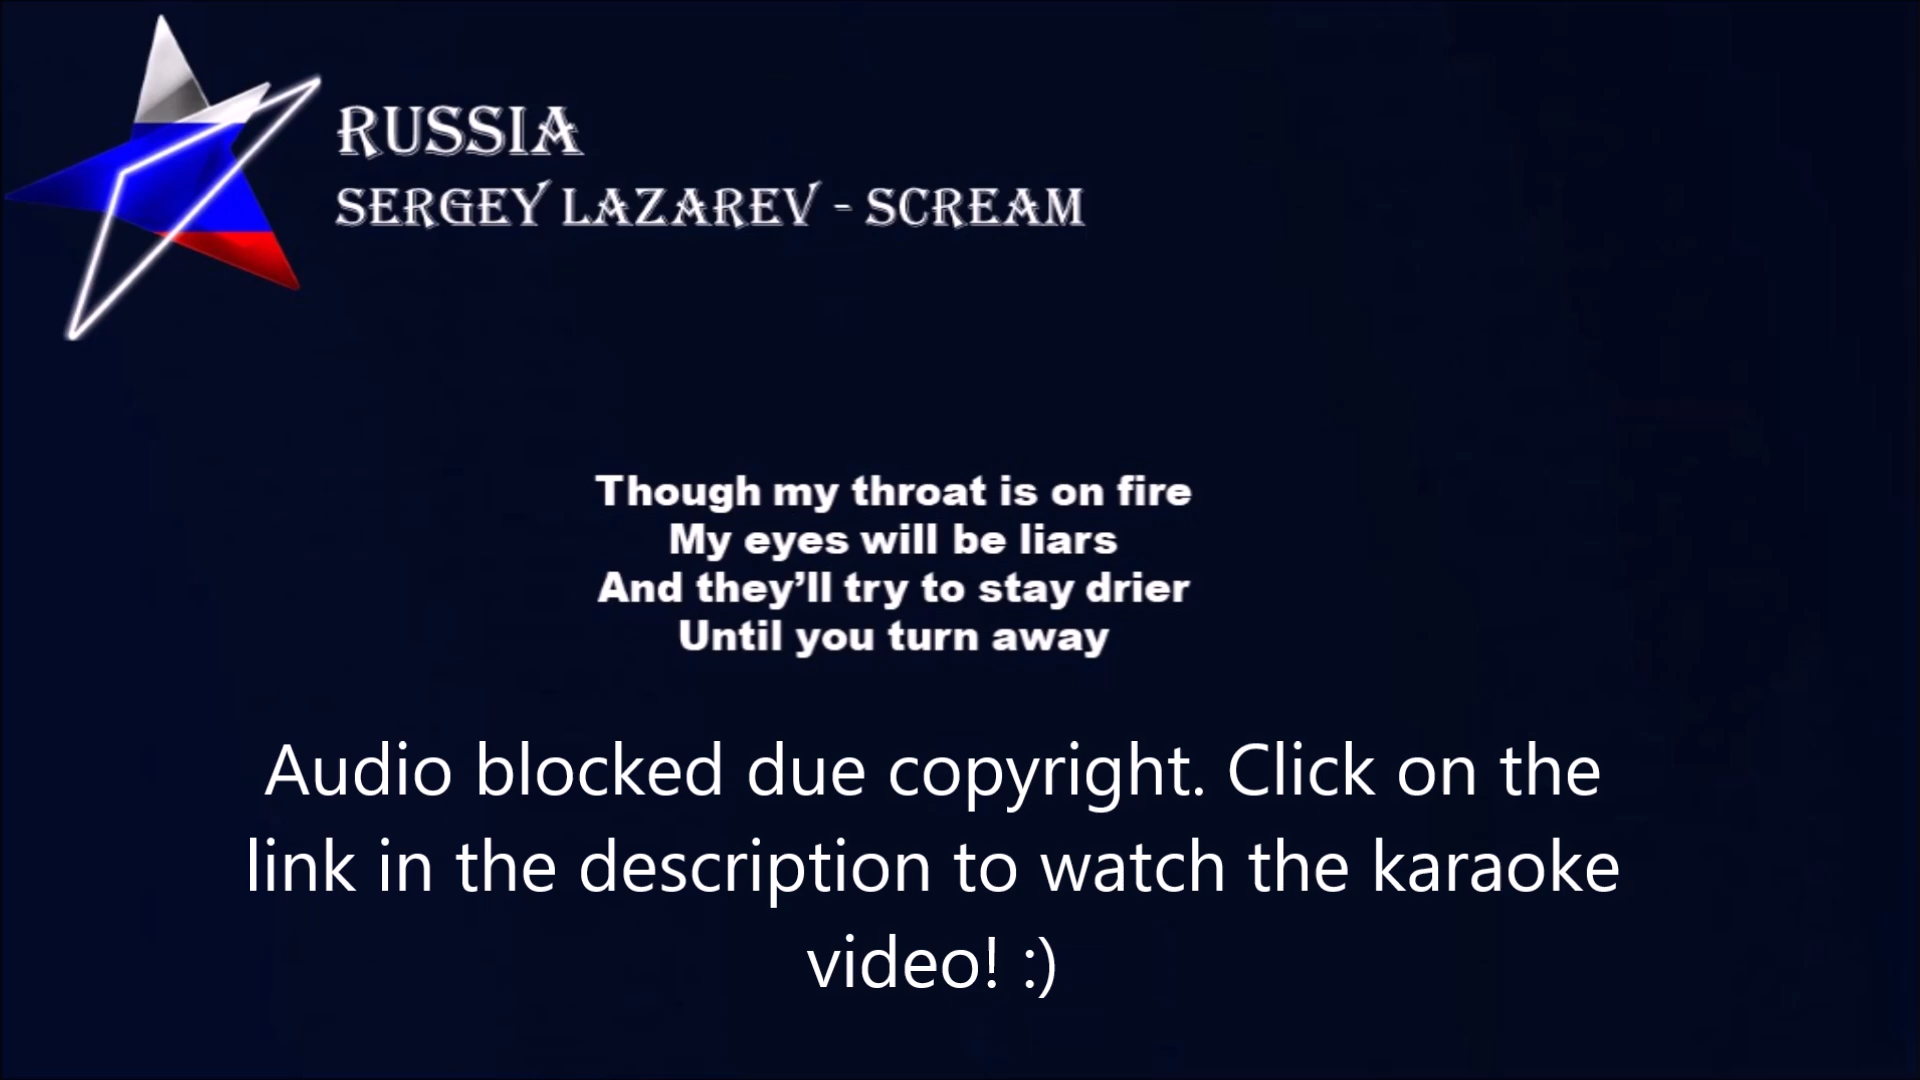 RUSSIA
SERGEY LAZAREV - SCREAM
Though my throat is on fire
My eyes will be liars
And they’ll try to stay drier
Until you turn away
Audio blocked due copyright. Click on the
link in the description to watch the karaoke
video! :)